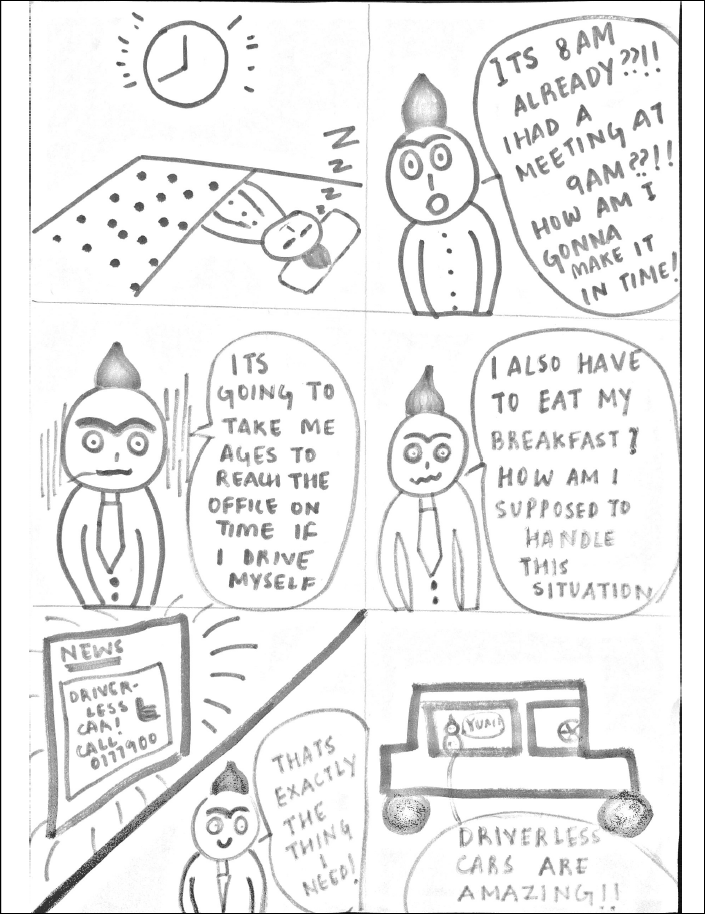 Z
Z
Z
Z
ITS 8AM
ALREADY??!!
I HAD A
MEETING AT
9AM??!!
HOW AM I
GONNA
MAKE IT
IN TIME!
ITS
GOING TO
TAKE ME
AGES TO
REACH THE
OFFICE ON
TIME IF
I DRIVE
MYSELF
I ALSO HAVE
TO EAT MY
BREAKFAST?
HOW AM I
SUPPOSED TO
HANDLE
THIS
SITUATION
NEWS
DRIVER-
LESS
CAR!
CALL
0177900
THATS
EXACTLY
THE
THING
I
NEED!
YUM!
DRIVERLESS
CARS ARE
AMAZING!!